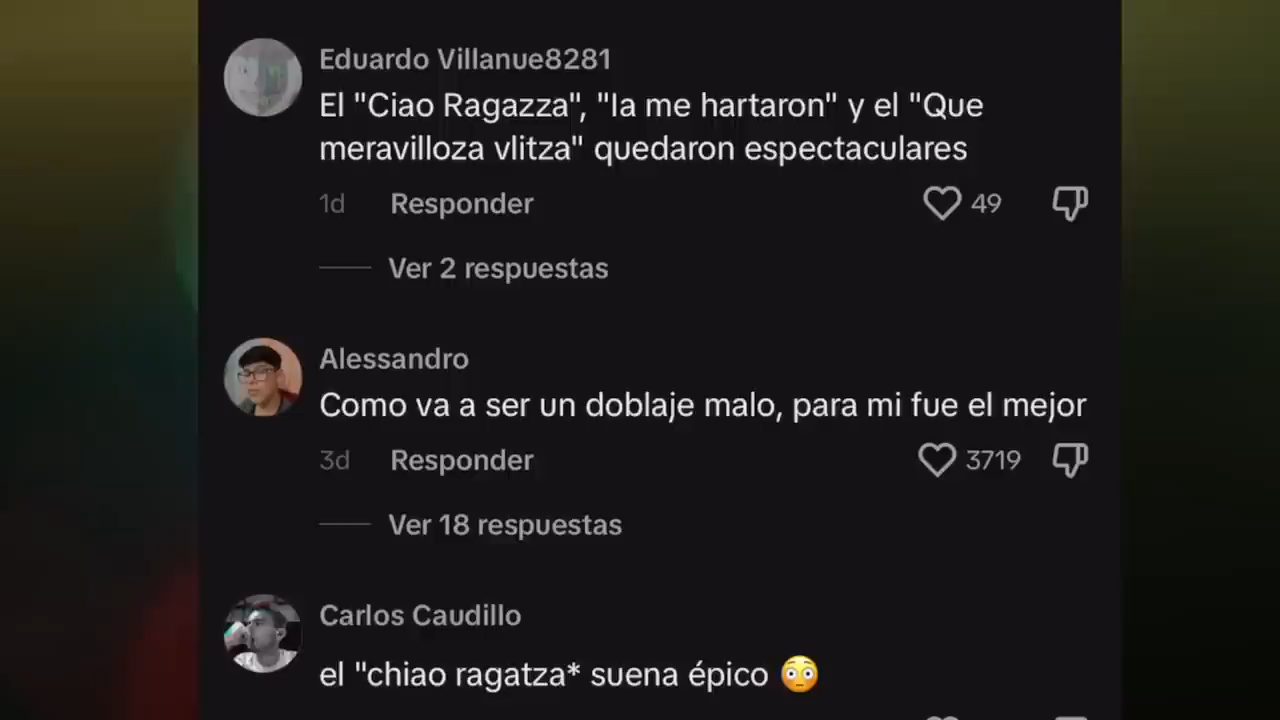 Eduardo Villanue8281
El "Ciao Ragazza", "Ia me hartaron" y el "Que
meravilloza vlitza" quedaron espectaculares
1d Responder 49
Ver 2 respuestas
Alessandro
Como va a ser un doblaje malo, para mi fue el mejor
3d Responder 3719
Ver 18 respuestas
Carlos Caudillo
el "chiao ragatza* suena épico 😳